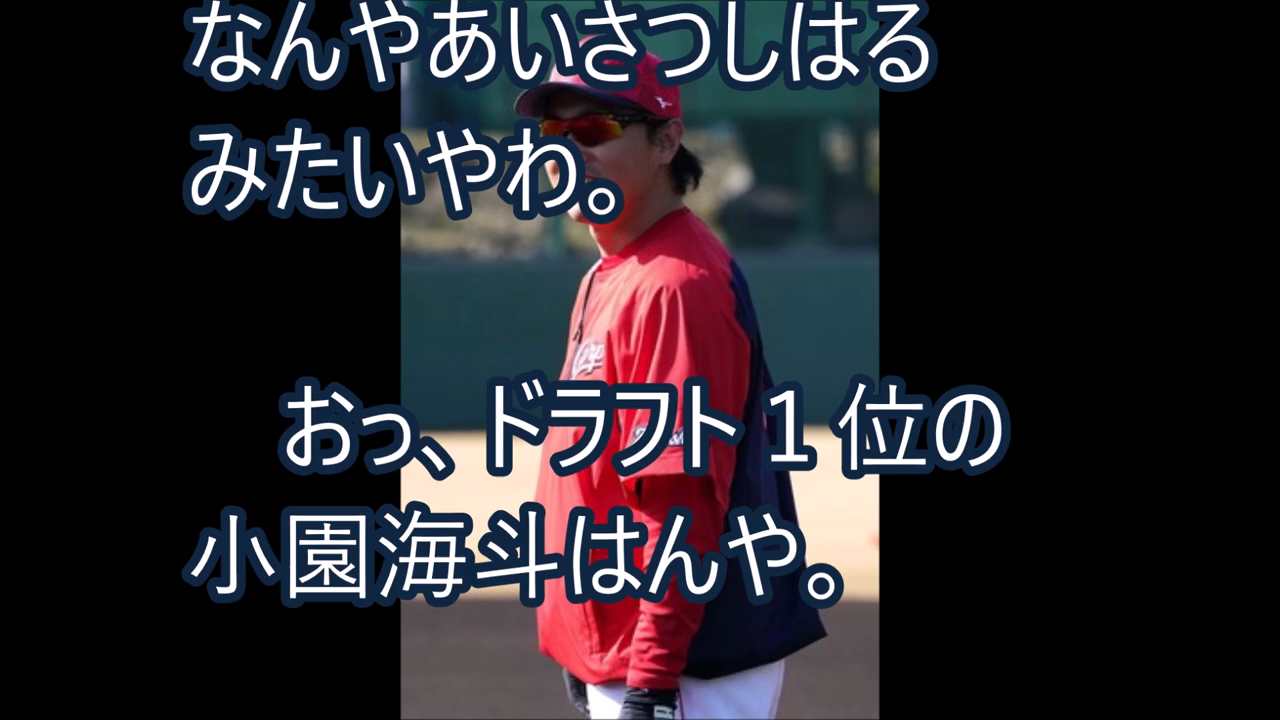 なんやあいさつしはる
みたいやわ。
おっ、ドラフト1位の
小園海斗はんや。
Carp